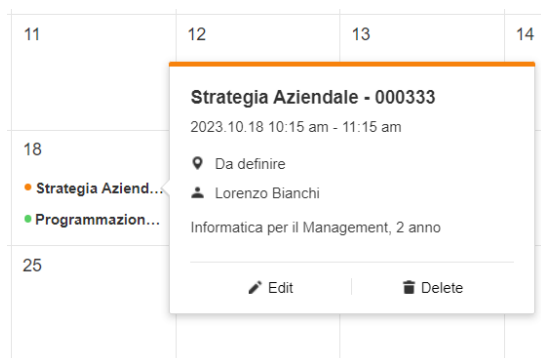 11
12
13
14
Strategia Aziendale - 000333
2023.10.18 10:15 am - 11:15 am
18
Da definire
Strategia Aziend...
Lorenzo Bianchi
Programmazion...
Informatica per il Management, 2 anno
25
Edit
Delete